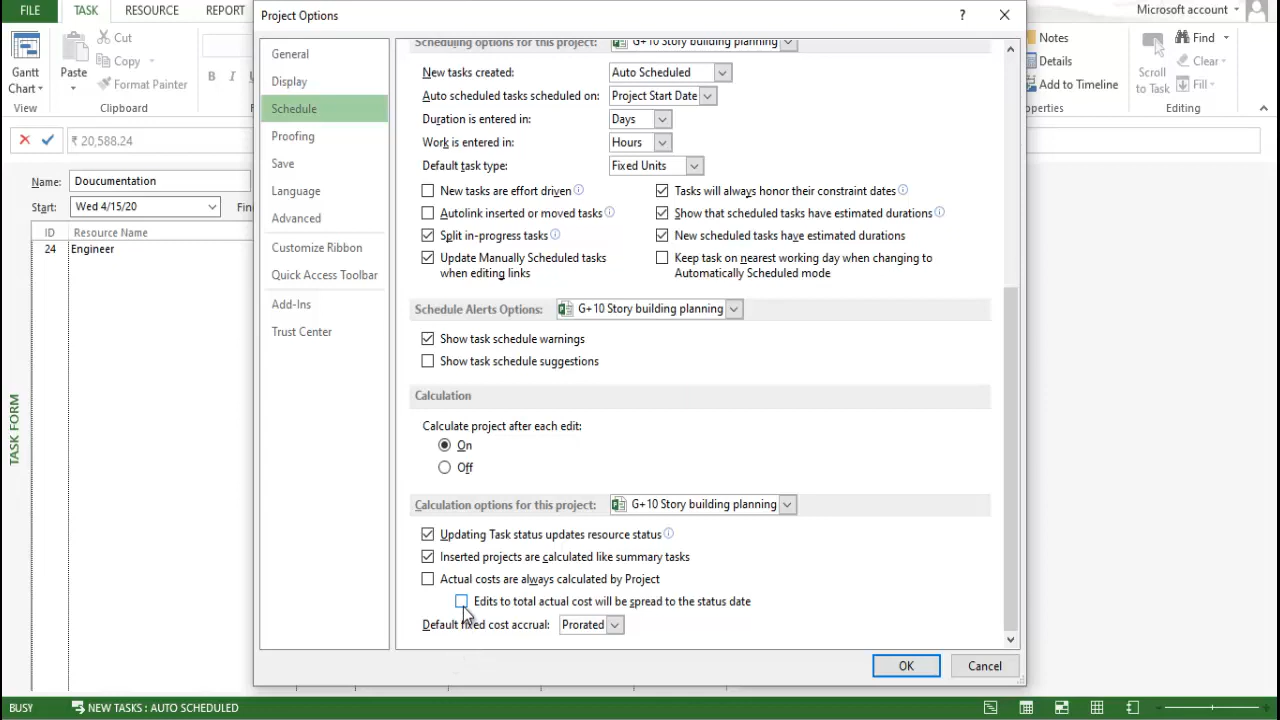 FILE TASK RESOURCE REPORT
Microsoft account
Gantt
Chart
View
Paste
Cut
Copy
Format Painter
B I
Clipboard
Notes
Details
Add to Timeline
operties
Scroll
to Task
Find
Clear
Fill
Editing
₹ 20,588.24
Name: Doucumentation
Start: Wed 4/15/20 Fin
ID Resource Name
24 Engineer
TASK FORM
Project Options
?
General
Display
Schedule
Proofing
Save
Language
Advanced
Customize Ribbon
Quick Access Toolbar
Add-Ins
Trust Center
Scheduling options for this project: G+10 Story building planning
New tasks created: Auto Scheduled
Auto scheduled tasks scheduled on: Project Start Date
Duration is entered in: Days
Work is entered in: Hours
Default task type: Fixed Units
New tasks are effort driven
Tasks will always honor their constraint dates
Autolink inserted or moved tasks
Show that scheduled tasks have estimated durations
Split in-progress tasks
New scheduled tasks have estimated durations
Update Manually Scheduled tasks
when editing links
Keep task on nearest working day when changing to
Automatically Scheduled mode
Schedule Alerts Options: G+10 Story building planning
Show task schedule warnings
Show task schedule suggestions
Calculation
Calculate project after each edit:
On
Off
Calculation options for this project: G+10 Story building planning
Updating Task status updates resource status
Inserted projects are calculated like summary tasks
Actual costs are always calculated by Project
Edits to total actual cost will be spread to the status date
Default fixed cost accrual: Prorated
OK Cancel
BUSY NEW TASKS : AUTO SCHEDULED